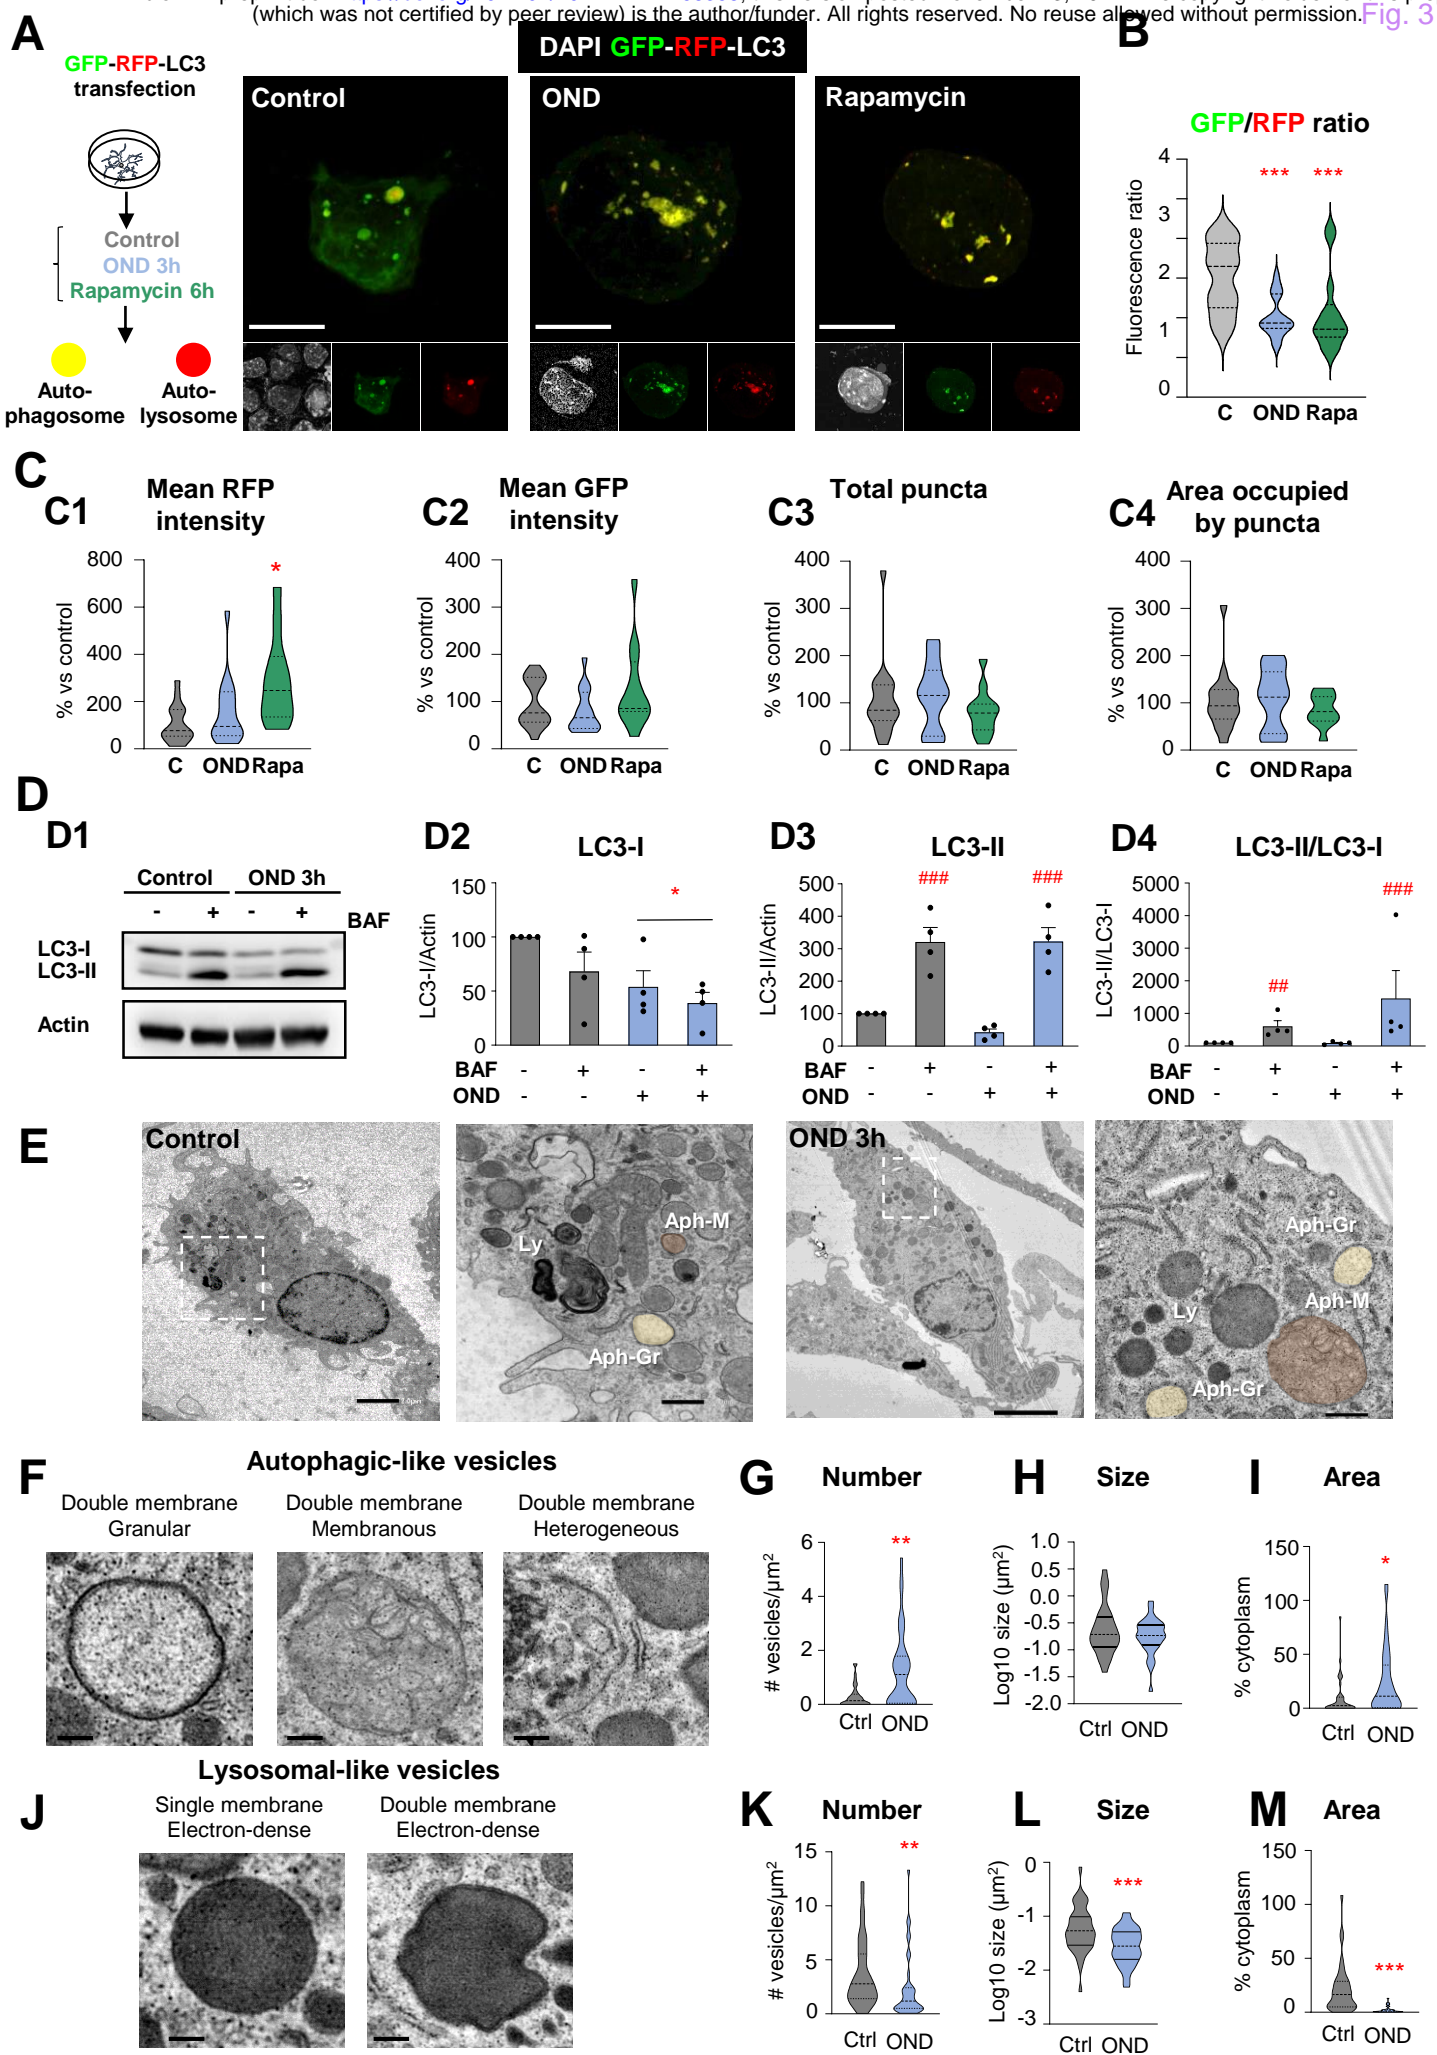 (which was not certified by peer review) is the author/funder. All rights reserved. No reuse allowed without permission.
Fig. 3
A
GFP-RFP-LC3
transfection
Control
OND 3h
Rapamycin 6h
Auto-
phagosome
Auto-
lysosome
DAPI GFP-RFP-LC3
Control
OND
Rapamycin
B
GFP/RFP ratio
Fluorescence ratio
4
3
2
1
0
***
***
C OND Rapa
C
C1
Mean RFP
intensity
% vs control
800
600
400
200
0
*
C OND Rapa
C2
Mean GFP
intensity
% vs control
400
300
200
100
0
C OND Rapa
C3
Total puncta
% vs control
400
300
200
100
0
C OND Rapa
C4
Area occupied
by puncta
% vs control
400
300
200
100
0
C OND Rapa
D
D1
Control OND 3h
- + - + BAF
LC3-I
LC3-II
Actin
D2
LC3-I
LC3-I/Actin
150
100
50
0
*
BAF - + - +
OND - - + +
D3
LC3-II
LC3-II/Actin
500
400
300
200
100
0
###
###
BAF - + - +
OND - - + +
D4
LC3-II/LC3-I
LC3-II/LC3-I
5000
4000
3000
2000
1000
0
##
###
BAF - + - +
OND - - + +
E
Control
Ly
Aph-M
Aph-Gr
OND 3h
Aph-Gr
Aph-M
Ly
Aph-Gr
F
Autophagic-like vesicles
Double membrane
Granular
Double membrane
Membranous
Double membrane
Heterogeneous
G
Number
# vesicles/µm²
6
4
2
0
**
Ctrl OND
H
Size
Log10 size (µm²)
1.0
0.5
0.0
-0.5
-1.0
-1.5
-2.0
Ctrl OND
I
Area
% cytoplasm
150
100
50
0
*
Ctrl OND
J
Lysosomal-like vesicles
Single membrane
Electron-dense
Double membrane
Electron-dense
K
Number
# vesicles/µm²
15
10
5
0
**
Ctrl OND
L
Size
Log10 size (µm²)
0
-1
-2
-3
***
Ctrl OND
M
Area
% cytoplasm
150
100
50
0
***
Ctrl OND